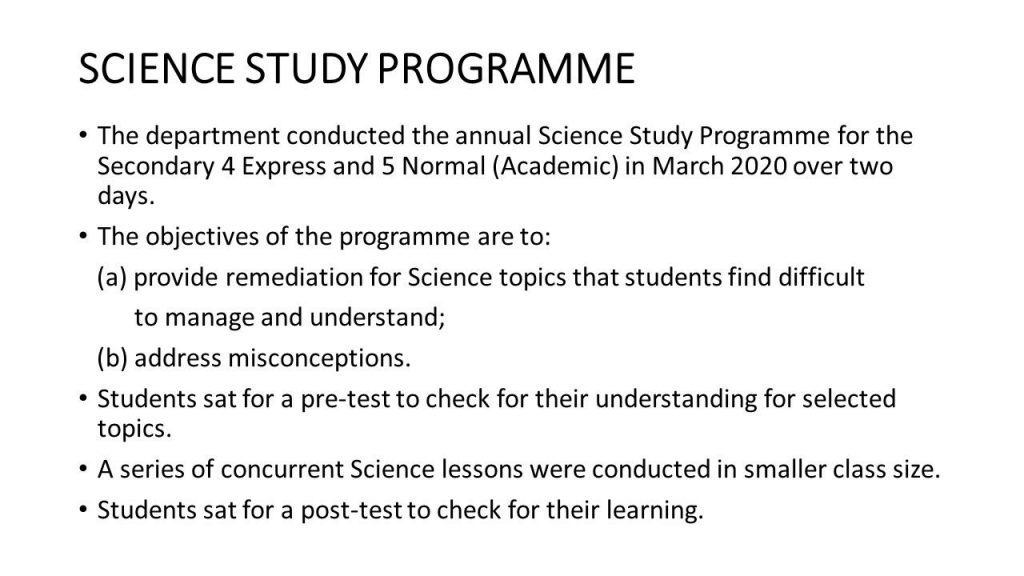 SCIENCE STUDY PROGRAMME
• The department conducted the annual Science Study Programme for the
Secondary 4 Express and 5 Normal (Academic) in March 2020 over two
days.
• The objectives of the programme are to:
(a) provide remediation for Science topics that students find difficult
to manage and understand;
(b) address misconceptions.
• Students sat for a pre-test to check for their understanding for selected
topics.
• A series of concurrent Science lessons were conducted in smaller class size.
• Students sat for a post-test to check for their learning.